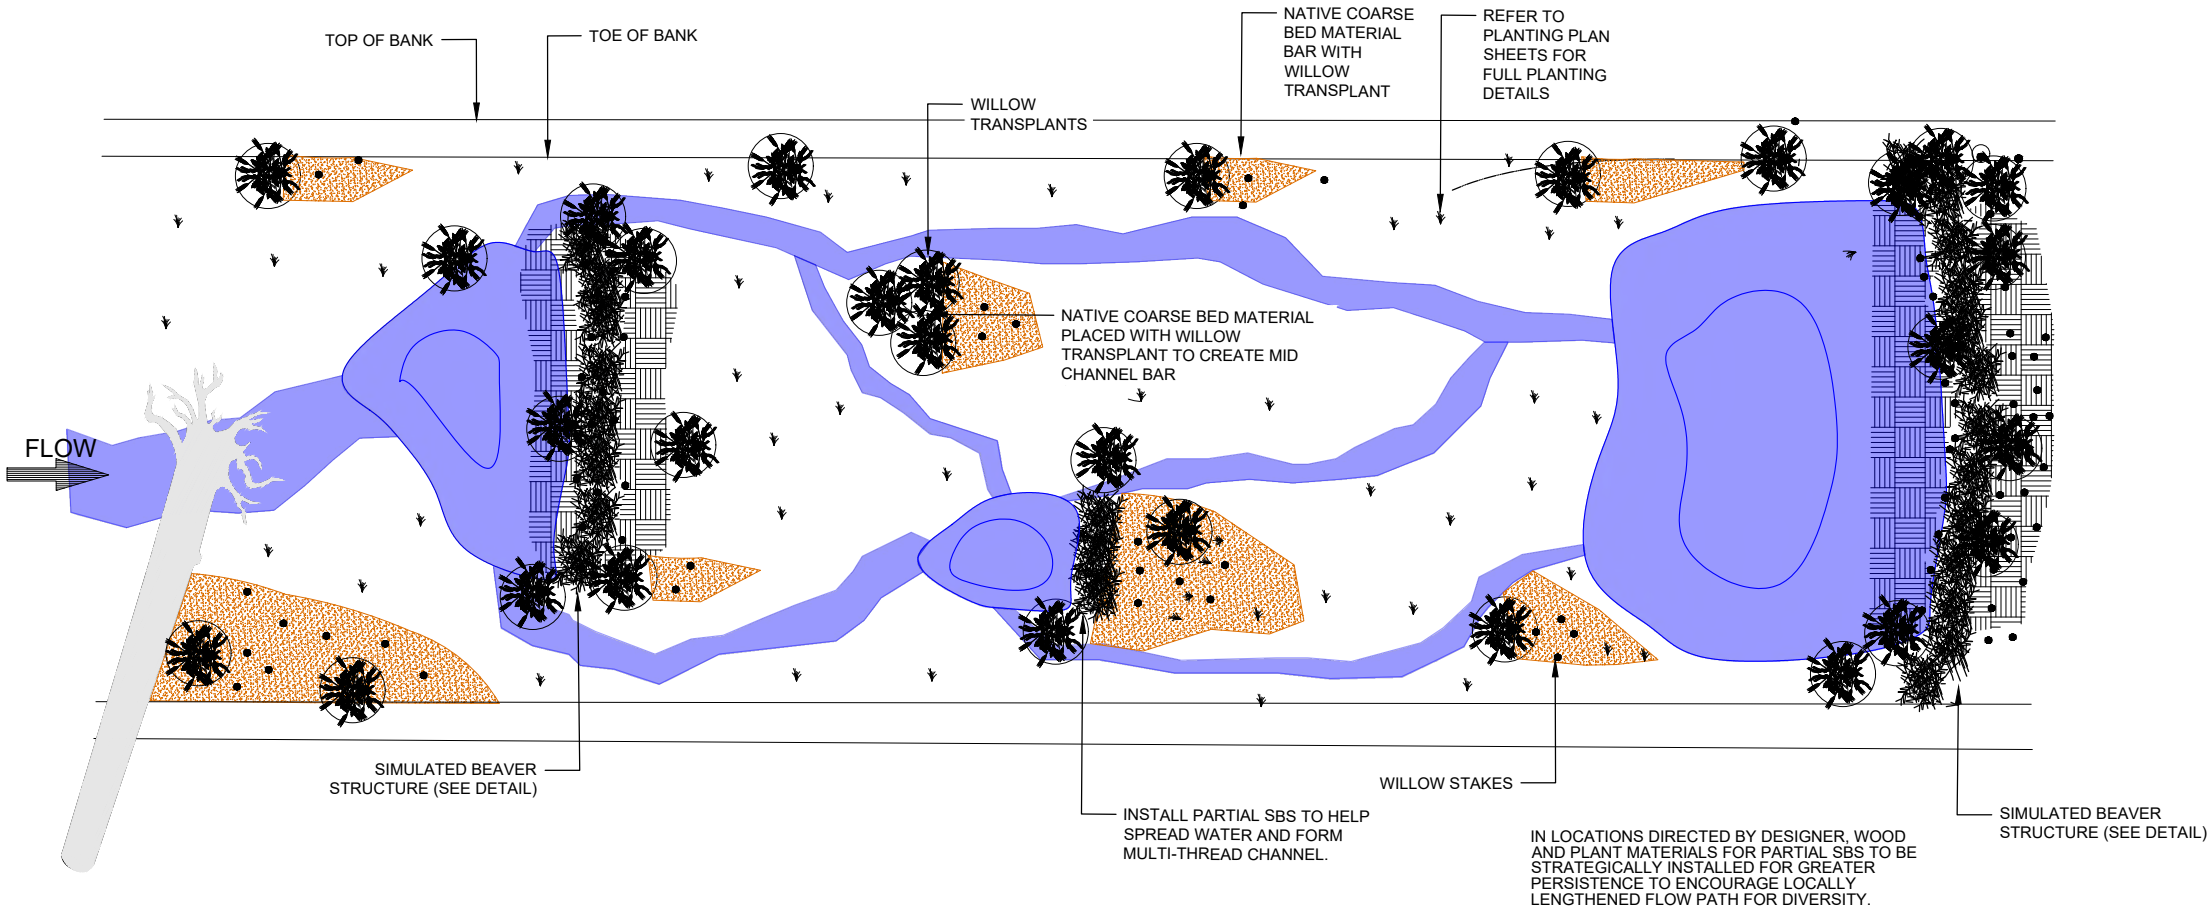 TOP OF BANK
TOE OF BANK
NATIVE COARSE
BED MATERIAL
BAR WITH
WILLOW
TRANSPLANT
REFER TO
PLANTING PLAN
SHEETS FOR
FULL PLANTING
DETAILS
WILLOW
TRANSPLANTS
NATIVE COARSE BED MATERIAL
PLACED WITH WILLOW
TRANSPLANT TO CREATE MID
CHANNEL BAR
FLOW
SIMULATED BEAVER
STRUCTURE (SEE DETAIL)
INSTALL PARTIAL SBS TO HELP
SPREAD WATER AND FORM
MULTI-THREAD CHANNEL.
WILLOW STAKES
SIMULATED BEAVER
STRUCTURE (SEE DETAIL)
IN LOCATIONS DIRECTED BY DESIGNER, WOOD
AND PLANT MATERIALS FOR PARTIAL SBS TO BE
STRATEGICALLY INSTALLED FOR GREATER
PERSISTENCE TO ENCOURAGE LOCALLY
LENGTHENED FLOW PATH FOR DIVERSITY.